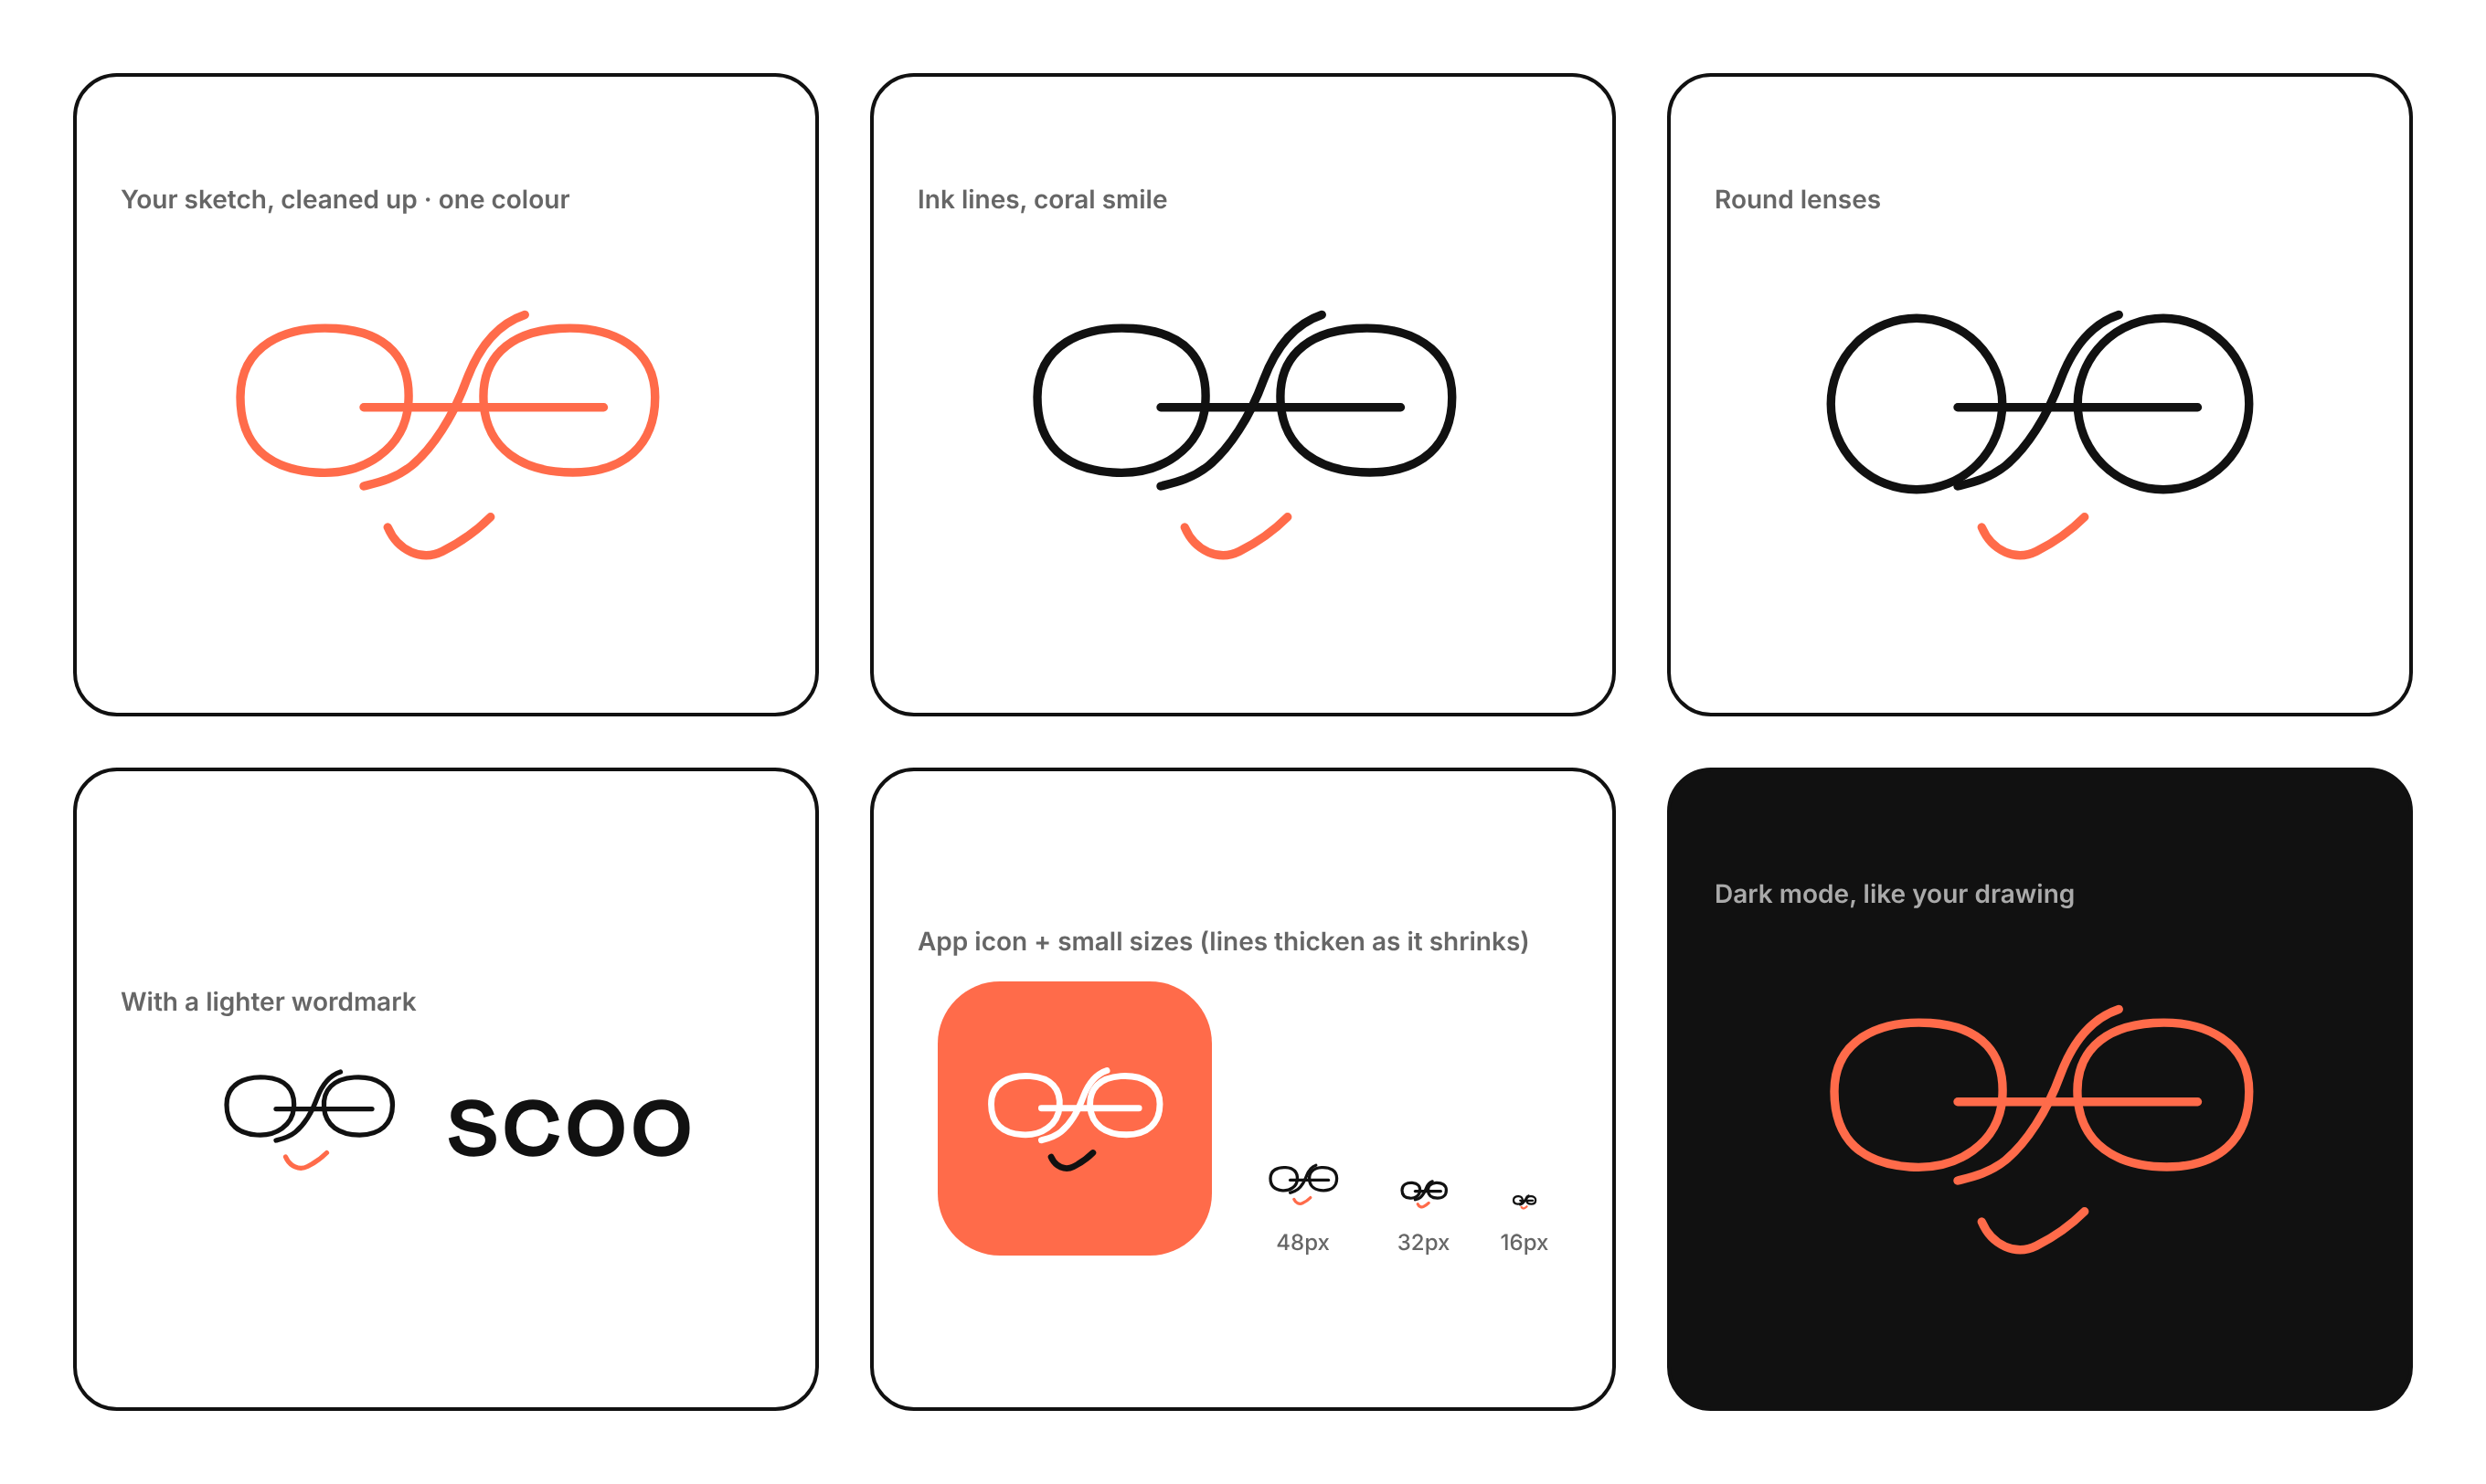 Your sketch, cleaned up · one colour
Ink lines, coral smile
Round lenses
With a lighter wordmark
scoo
App icon + small sizes (lines thicken as it shrinks)
48px
32px
16px
Dark mode, like your drawing